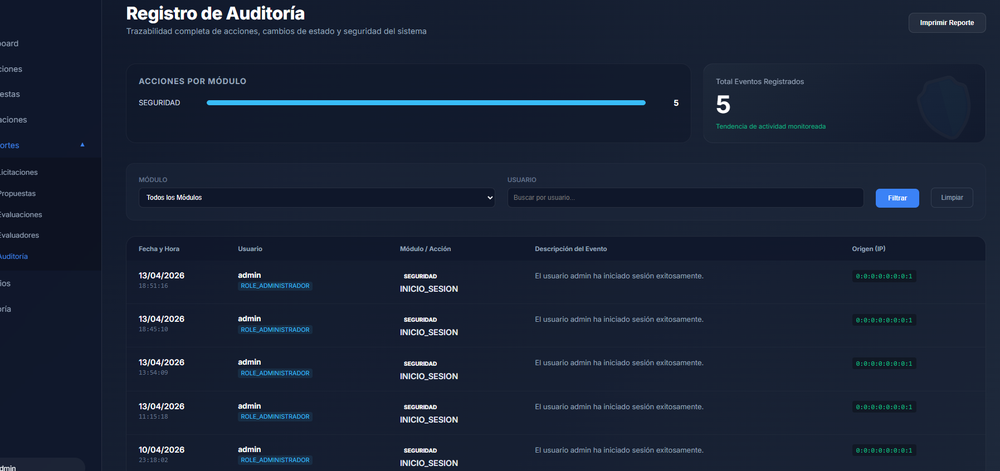 Registro de Auditoría
Trazabilidad completa de acciones, cambios de estado y seguridad del sistema
Imprimir Reporte
oard
ciones
estas
aciones
ortes ▲
Licitaciones
Propuestas
Evaluaciones
Evaluadores
Auditoría
ios
oría
dmin
ACCIONES POR MÓDULO
SEGURIDAD 5
Total Eventos Registrados
5
Tendencia de actividad monitoreada
MÓDULO
Todos los Módulos
USUARIO
Buscar por usuario...
Filtrar
Limpiar
Fecha y Hora Usuario Módulo / Acción Descripción del Evento Origen (IP)
13/04/2026 admin SEGURIDAD El usuario admin ha iniciado sesión exitosamente. 0:0:0:0:0:0:0:1
18:51:16 ROLE_ADMINISTRADOR INICIO_SESION
13/04/2026 admin SEGURIDAD El usuario admin ha iniciado sesión exitosamente. 0:0:0:0:0:0:0:1
18:45:10 ROLE_ADMINISTRADOR INICIO_SESION
13/04/2026 admin SEGURIDAD El usuario admin ha iniciado sesión exitosamente. 0:0:0:0:0:0:0:1
13:54:09 ROLE_ADMINISTRADOR INICIO_SESION
13/04/2026 admin SEGURIDAD El usuario admin ha iniciado sesión exitosamente. 0:0:0:0:0:0:0:1
11:15:18 ROLE_ADMINISTRADOR INICIO_SESION
10/04/2026 admin SEGURIDAD El usuario admin ha iniciado sesión exitosamente. 0:0:0:0:0:0:0:1
23:18:02 ROLE_ADMINISTRADOR INICIO_SESION